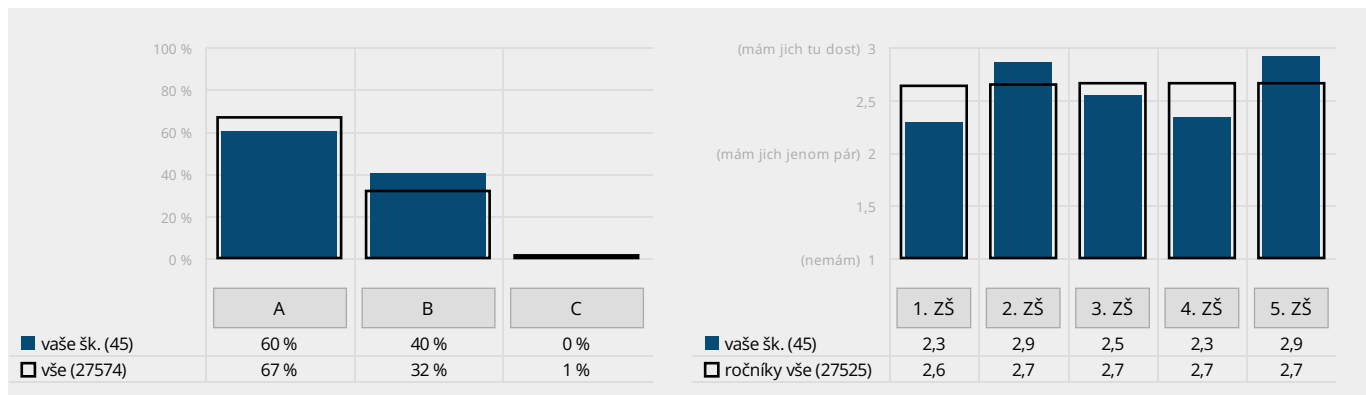 100 %
80 %
60 %
40 %
20 %
0 %
A B C
vaše šk. (45) 60 % 40 % 0 %
vše (27574) 67 % 32 % 1 %
(mám jich tu dost) 3
2,5
(mám jich jenom pár) 2
1,5
(nemám) 1
1. ZŠ 2. ZŠ 3. ZŠ 4. ZŠ 5. ZŠ
vaše šk. (45) 2,3 2,9 2,5 2,3 2,9
ročníky vše (27525) 2,6 2,7 2,7 2,7 2,7